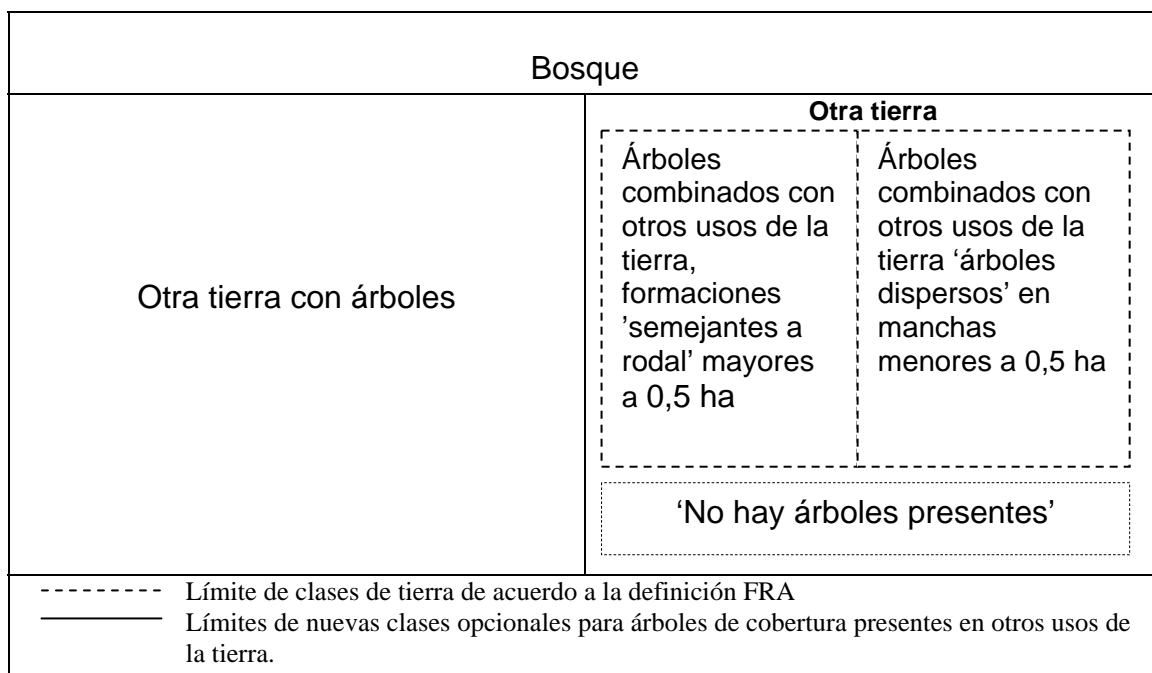 Bosque
Otra tierra con árboles
Otra tierra
Árboles
combinados con
otros usos de la
tierra,
formaciones
’semejantes a
rodal’ mayores
a 0,5 ha
Árboles
combinados con
otros usos de la
tierra ‘árboles
dispersos’ en
manchas
menores a 0,5 ha
‘No hay árboles presentes’
Límite de clases de tierra de acuerdo a la definición FRA
Límites de nuevas clases opcionales para árboles de cobertura presentes en otros usos de
la tierra.